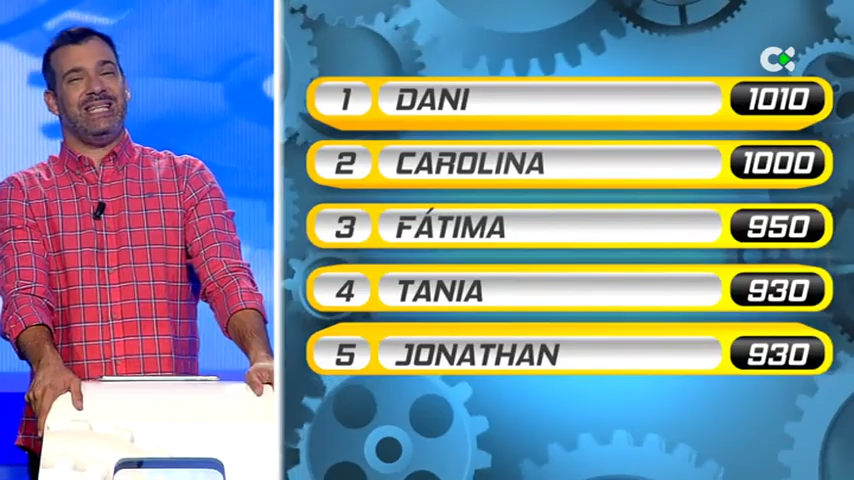 1 DANI 1010
2 CAROLINA 1000
3 FÁTIMA 950
4 TANIA 930
5 JONATHAN 930